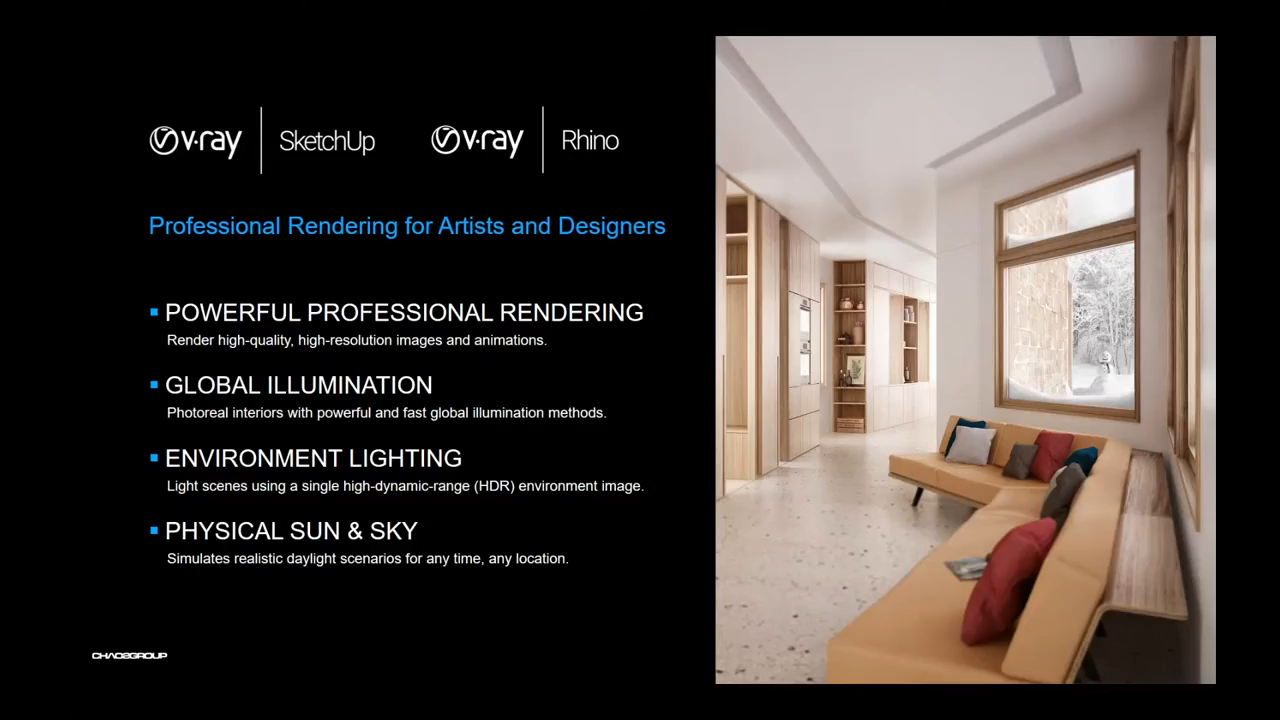 v·ray | SketchUp v·ray | Rhino
Professional Rendering for Artists and Designers
▪ POWERFUL PROFESSIONAL RENDERING
Render high-quality, high-resolution images and animations.
▪ GLOBAL ILLUMINATION
Photoreal interiors with powerful and fast global illumination methods.
▪ ENVIRONMENT LIGHTING
Light scenes using a single high-dynamic-range (HDR) environment image.
▪ PHYSICAL SUN & SKY
Simulates realistic daylight scenarios for any time, any location.
CHAOSGROUP